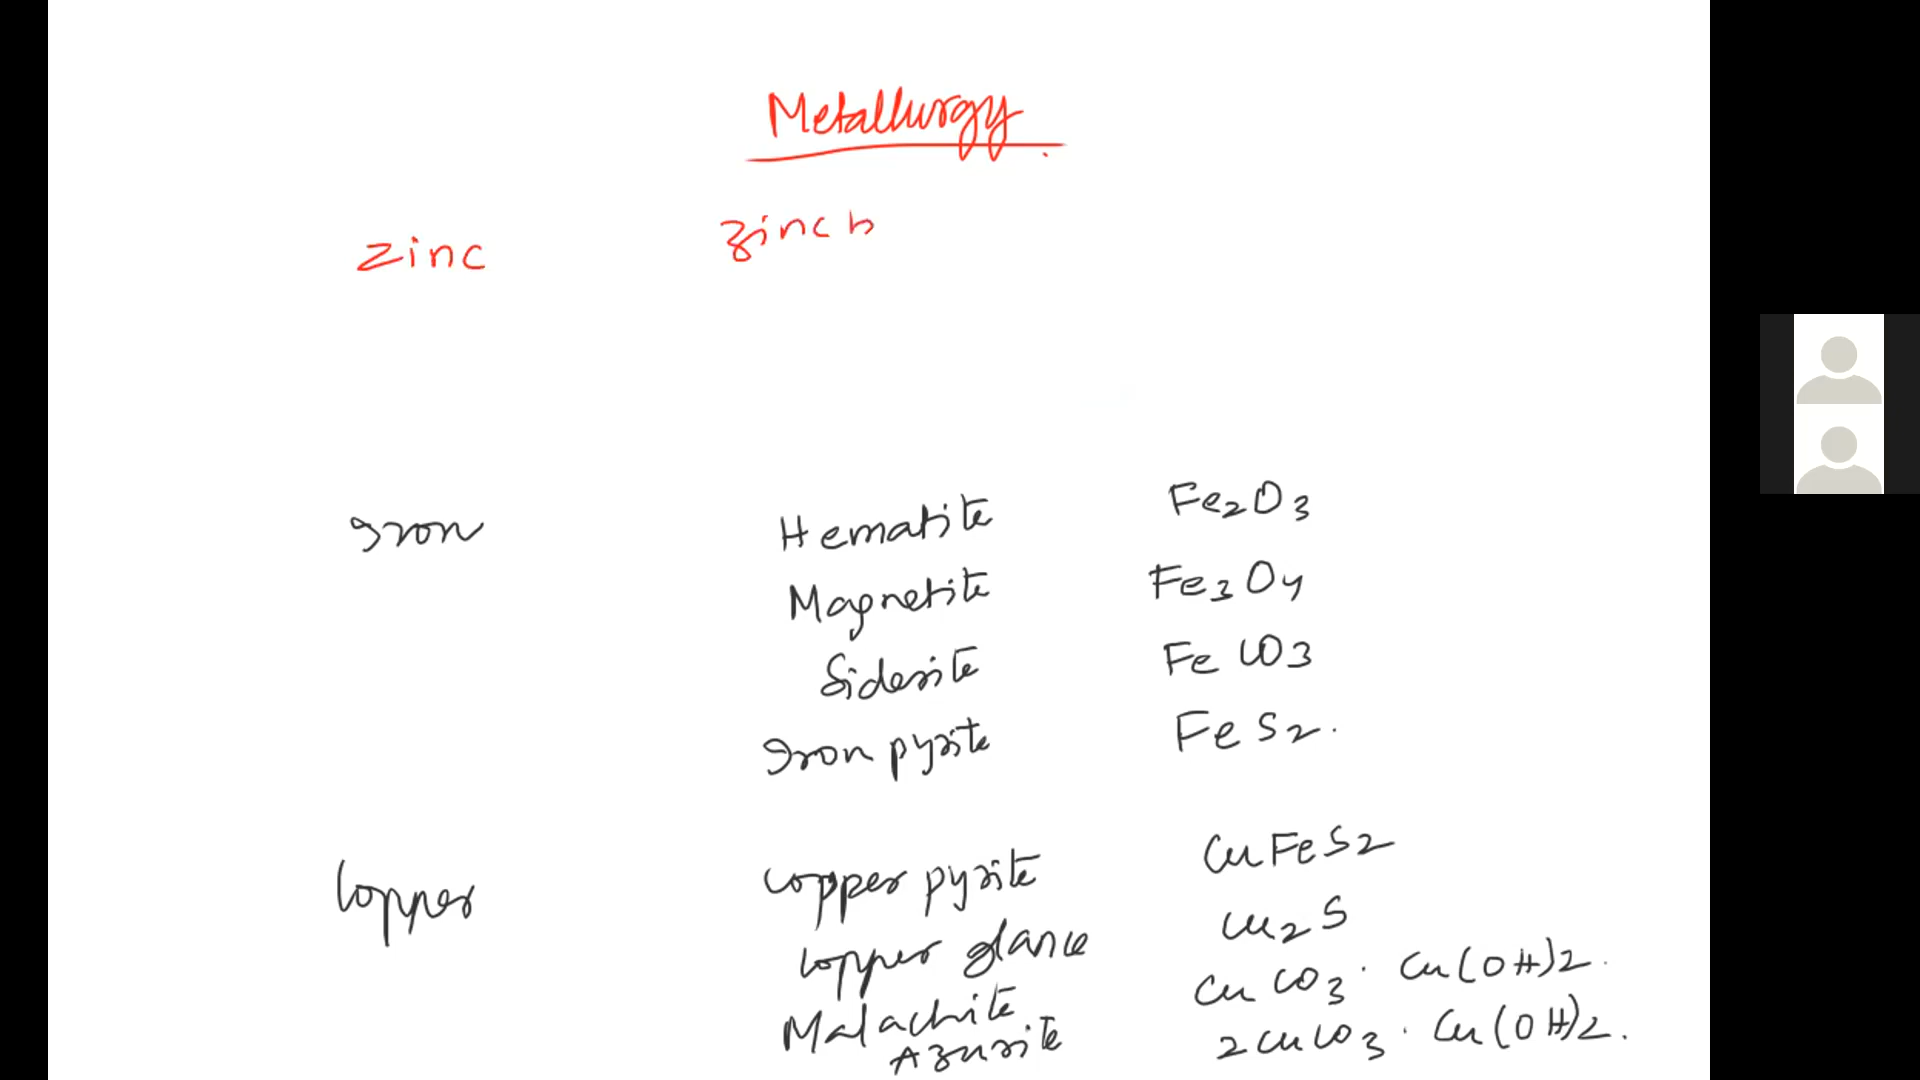 Metallurgy
Zinc Zinc b
Iron Hematite Fe2O3
Magnetite Fe3O4
Siderite FeCO3
Iron pyrite FeS2.
Copper Copper pyrite CuFeS2
Copper glance Cu2S
Malachite CuCO3 · Cu(OH)2.
Azurite 2CuCO3 · Cu(OH)2.